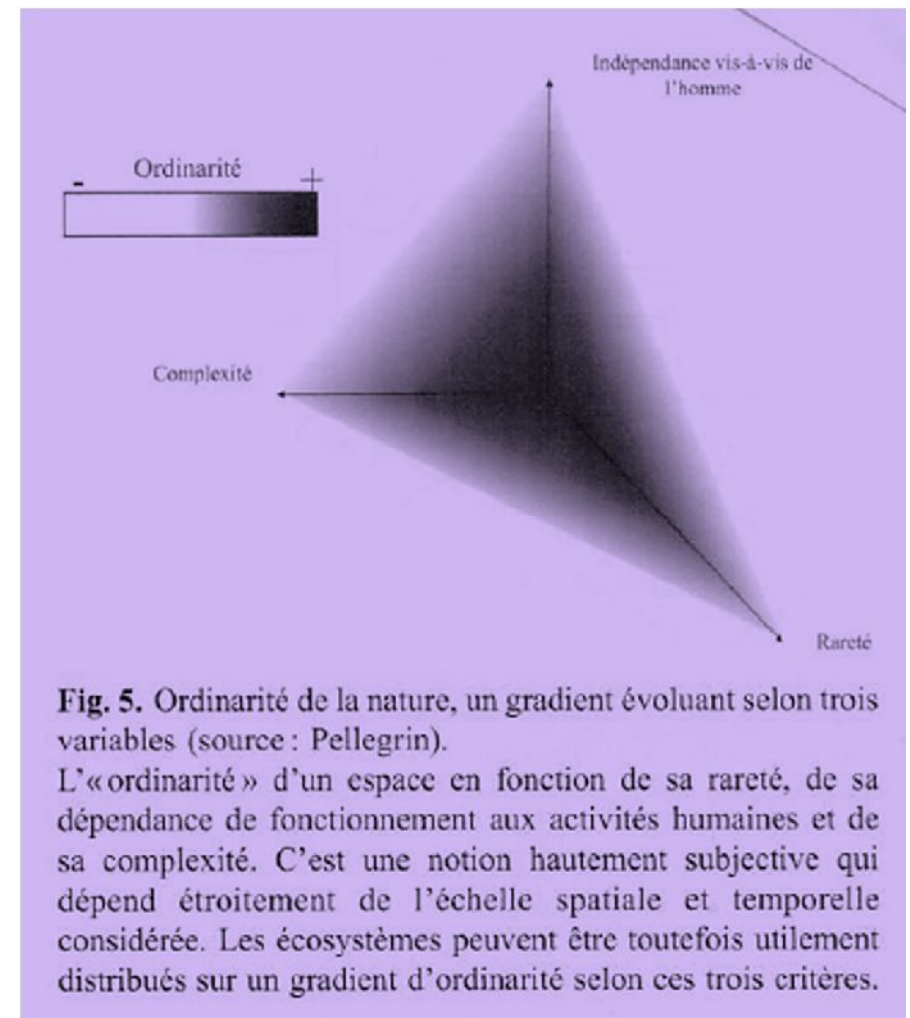 Indépendance vis-à-vis de
l'homme
Ordinarité
- +
Complexité
Rareté
Fig. 5. Ordinarité de la nature, un gradient évoluant selon trois
variables (source : Pellegrin).
L'« ordinarité » d'un espace en fonction de sa rareté, de sa
dépendance de fonctionnement aux activités humaines et de
sa complexité. C'est une notion hautement subjective qui
dépend étroitement de l'échelle spatiale et temporelle
considérée. Les écosystèmes peuvent être toutefois utilement
distribués sur un gradient d'ordinarité selon ces trois critères.